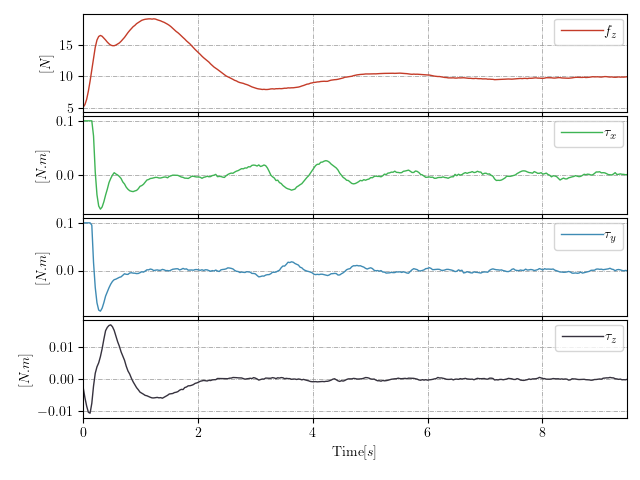 15
10
5
[N]
f_z
0.1
0.0
[N.m]
τ_x
0.1
0.0
[N.m]
τ_y
0.01
0.00
−0.01
[N.m]
τ_z
0 2 4 6 8
Time[s]